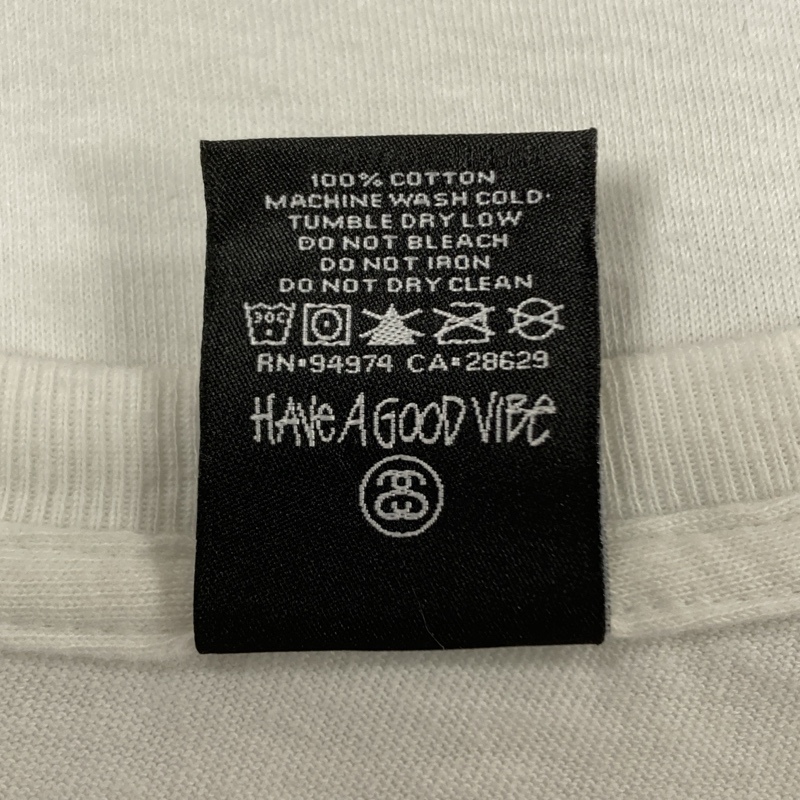 100% COTTON
MACHINE WASH COLD·
TUMBLE DRY LOW
DO NOT BLEACH
DO NOT IRON
DO NOT DRY CLEAN
30C
RN·94974 CA·28629
HAVE A GOOD VIBE